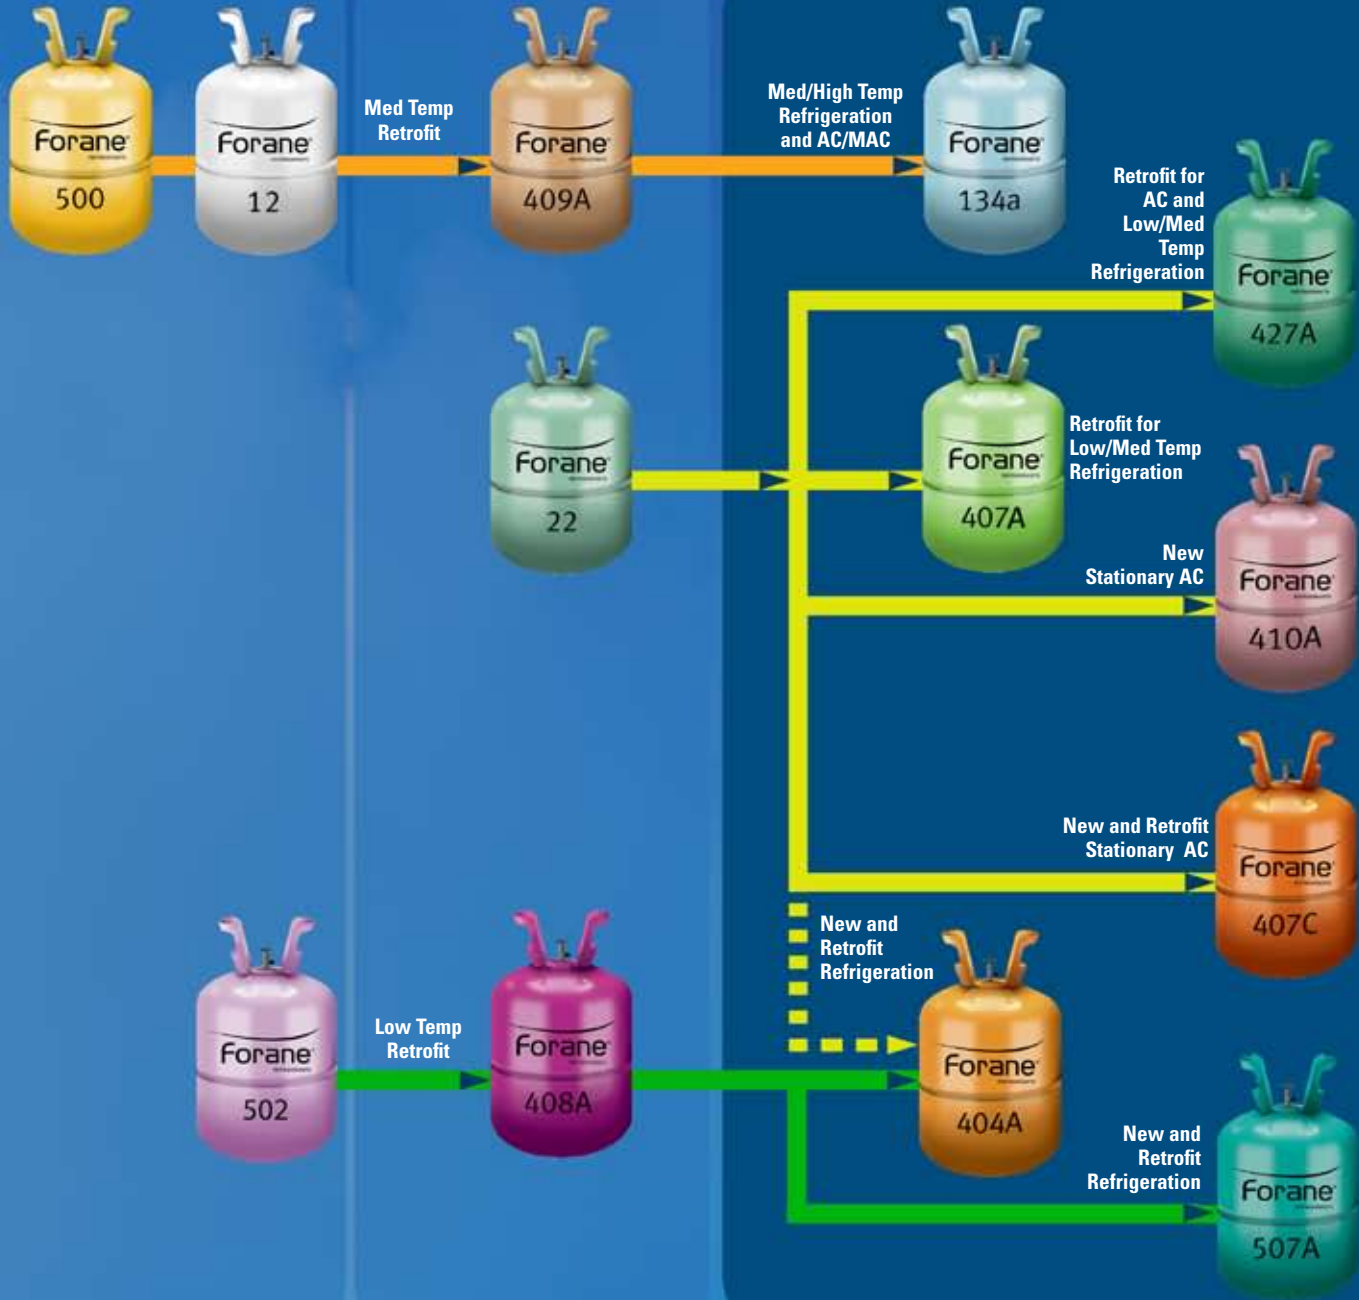 Forane
500
Forane
12
Med Temp
Retrofit
Forane
409A
Med/High Temp
Refrigeration
and AC/MAC
Forane
134a
Retrofit for
AC and
Low/Med
Temp
Refrigeration
Forane
427A
Forane
22
Forane
407A
Retrofit for
Low/Med Temp
Refrigeration
New
Stationary AC
Forane
410A
New and Retrofit
Stationary AC
Forane
407C
New and
Retrofit
Refrigeration
Forane
502
Low Temp
Retrofit
Forane
408A
Forane
404A
New and
Retrofit
Refrigeration
Forane
507A